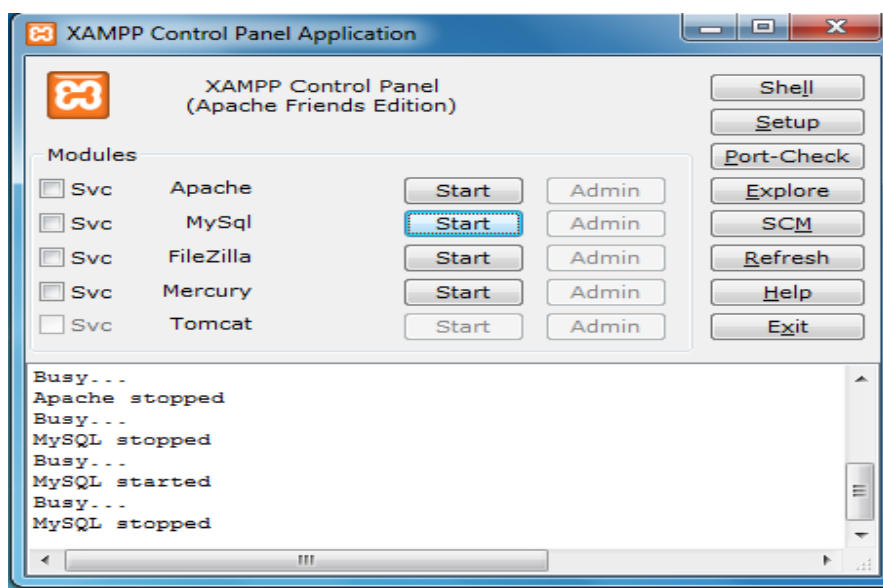 XAMPP Control Panel Application
XAMPP Control Panel
(Apache Friends Edition)
Modules
Svc Apache Start Admin
Svc MySql Start Admin
Svc FileZilla Start Admin
Svc Mercury Start Admin
Svc Tomcat Start Admin
Shell
Setup
Port-Check
Explore
SCM
Refresh
Help
Exit
Busy...
Apache stopped
Busy...
MySQL stopped
Busy...
MySQL started
Busy...
MySQL stopped